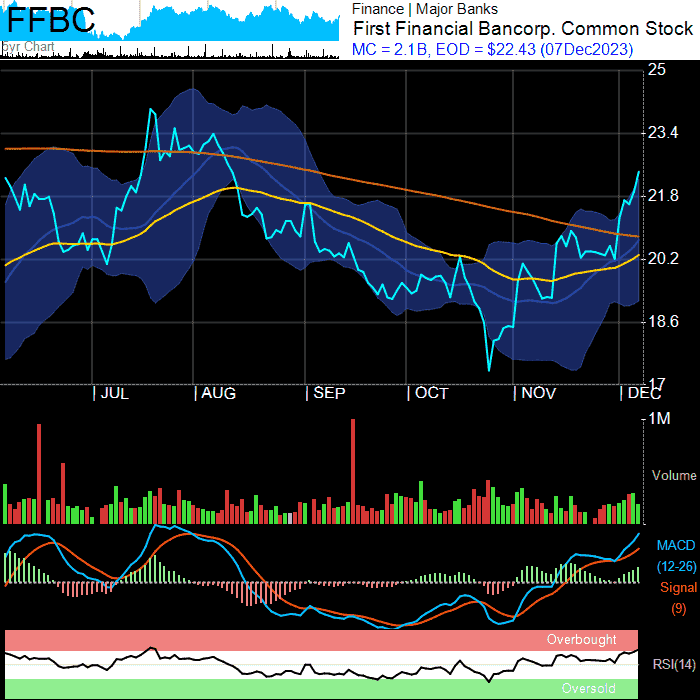 FFBC
5yr Chart
Finance | Major Banks
First Financial Bancorp. Common Stock
MC = 2.1B, EOD = $22.43 (07Dec2023)
25
23.4
21.8
20.2
18.6
17
JUL AUG SEP OCT NOV DEC
1M
Volume
MACD
(12-26)
Signal
(9)
Overbought
RSI(14)
Oversold